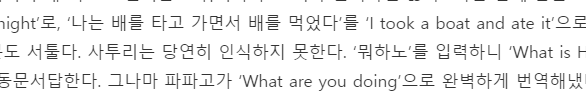 night’로, ‘나는 배를 타고 가면서 배를 먹었다’를 ‘I took a boat and ate it’으로
도 서툴다. 사투리는 당연히 인식하지 못한다. ‘뭐하노’를 입력하니 ‘What is H
동문서답한다. 그나마 파파고가 ‘What are you doing’으로 완벽하게 번역해냈